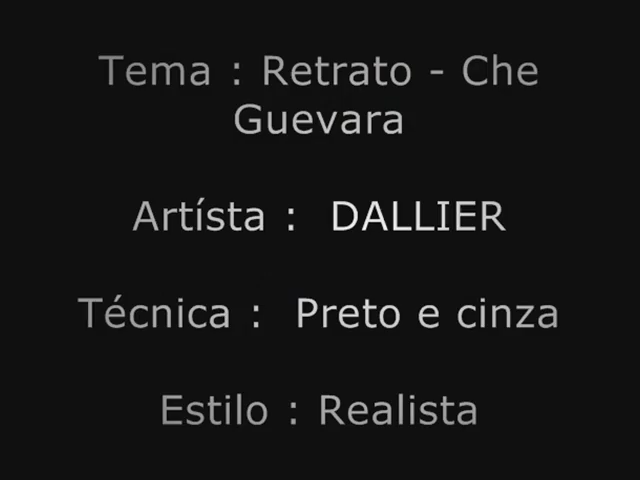 Tema : Retrato - Che
Guevara
Artísta : DALLIER
Técnica : Preto e cinza
Estilo : Realista